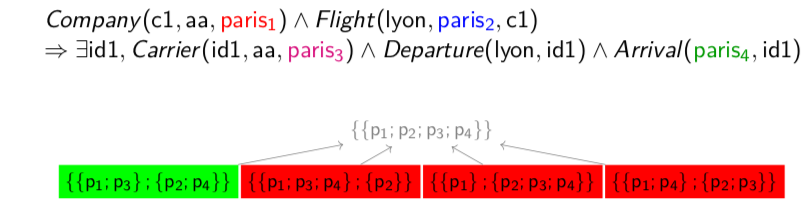 Company(c1, aa, paris₁) ∧ Flight(lyon, paris₂, c1)
⇒ ∃id1, Carrier(id1, aa, paris₃) ∧ Departure(lyon, id1) ∧ Arrival(paris₄, id1)
{{p₁; p₂; p₃; p₄}}
{{p₁; p₃} ; {p₂; p₄}} {{p₁; p₃; p₄} ; {p₂}} {{p₁} ; {p₂; p₃; p₄}} {{p₁; p₄} ; {p₂; p₃}}